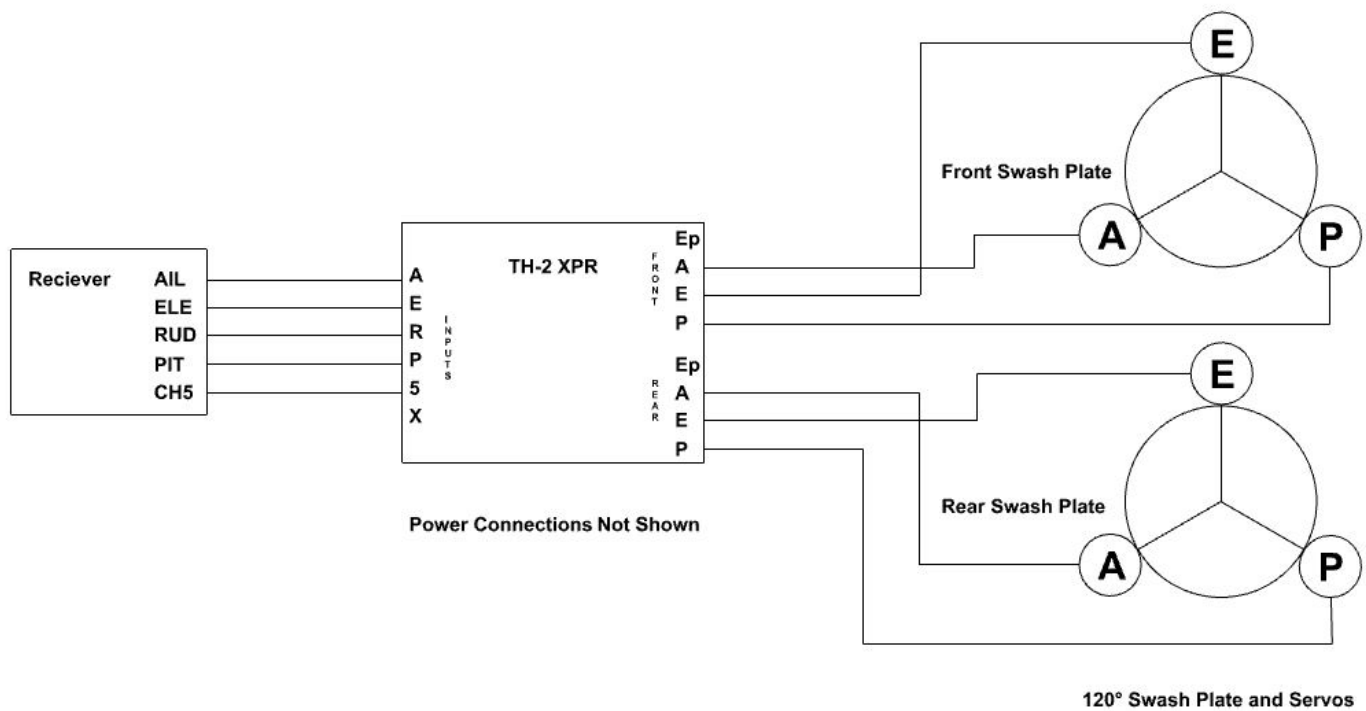 E
Front Swash Plate
A
P
Reciever
AIL
ELE
RUD
PIT
CH5
TH-2 XPR
A
E
R
P
5
X
INPUTS
FRONT
Ep
A
E
P
REAR
Ep
A
E
P
E
Rear Swash Plate
A
P
Power Connections Not Shown
120° Swash Plate and Servos